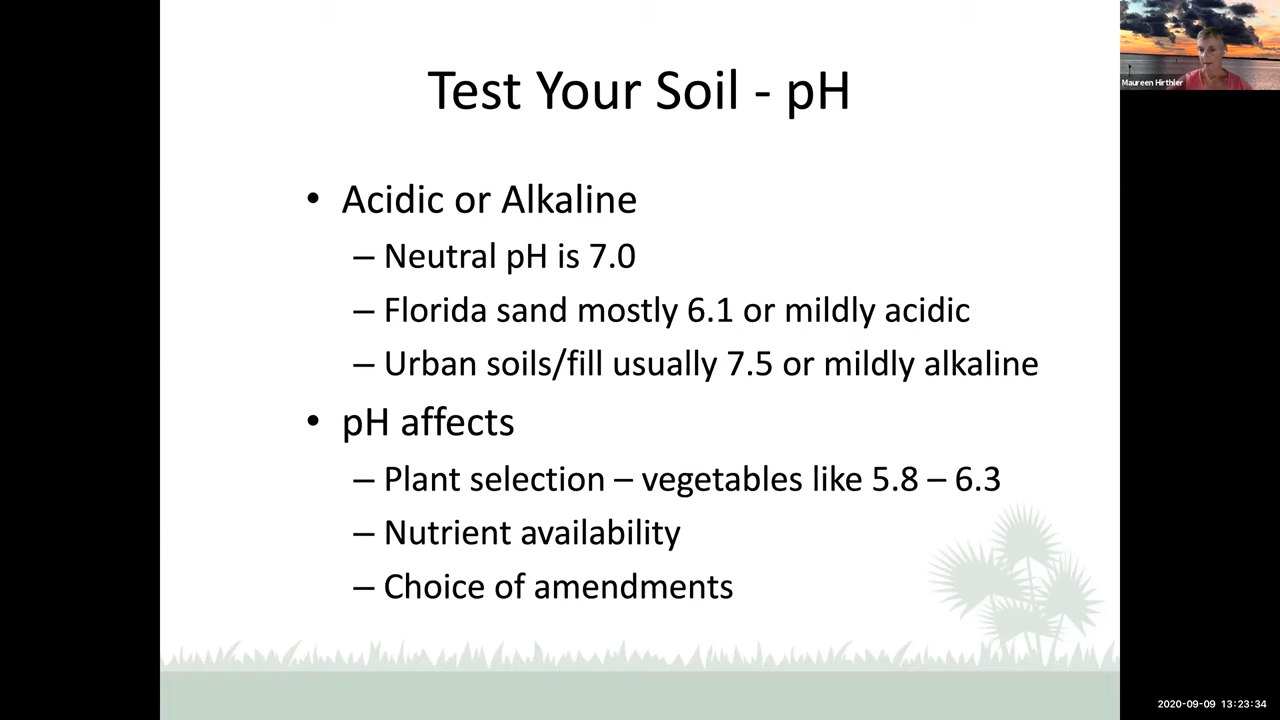 Test Your Soil - pH
Maureen Hirthler
• Acidic or Alkaline
– Neutral pH is 7.0
– Florida sand mostly 6.1 or mildly acidic
– Urban soils/fill usually 7.5 or mildly alkaline
• pH affects
– Plant selection – vegetables like 5.8 – 6.3
– Nutrient availability
– Choice of amendments
2020-09-09 13:23:34